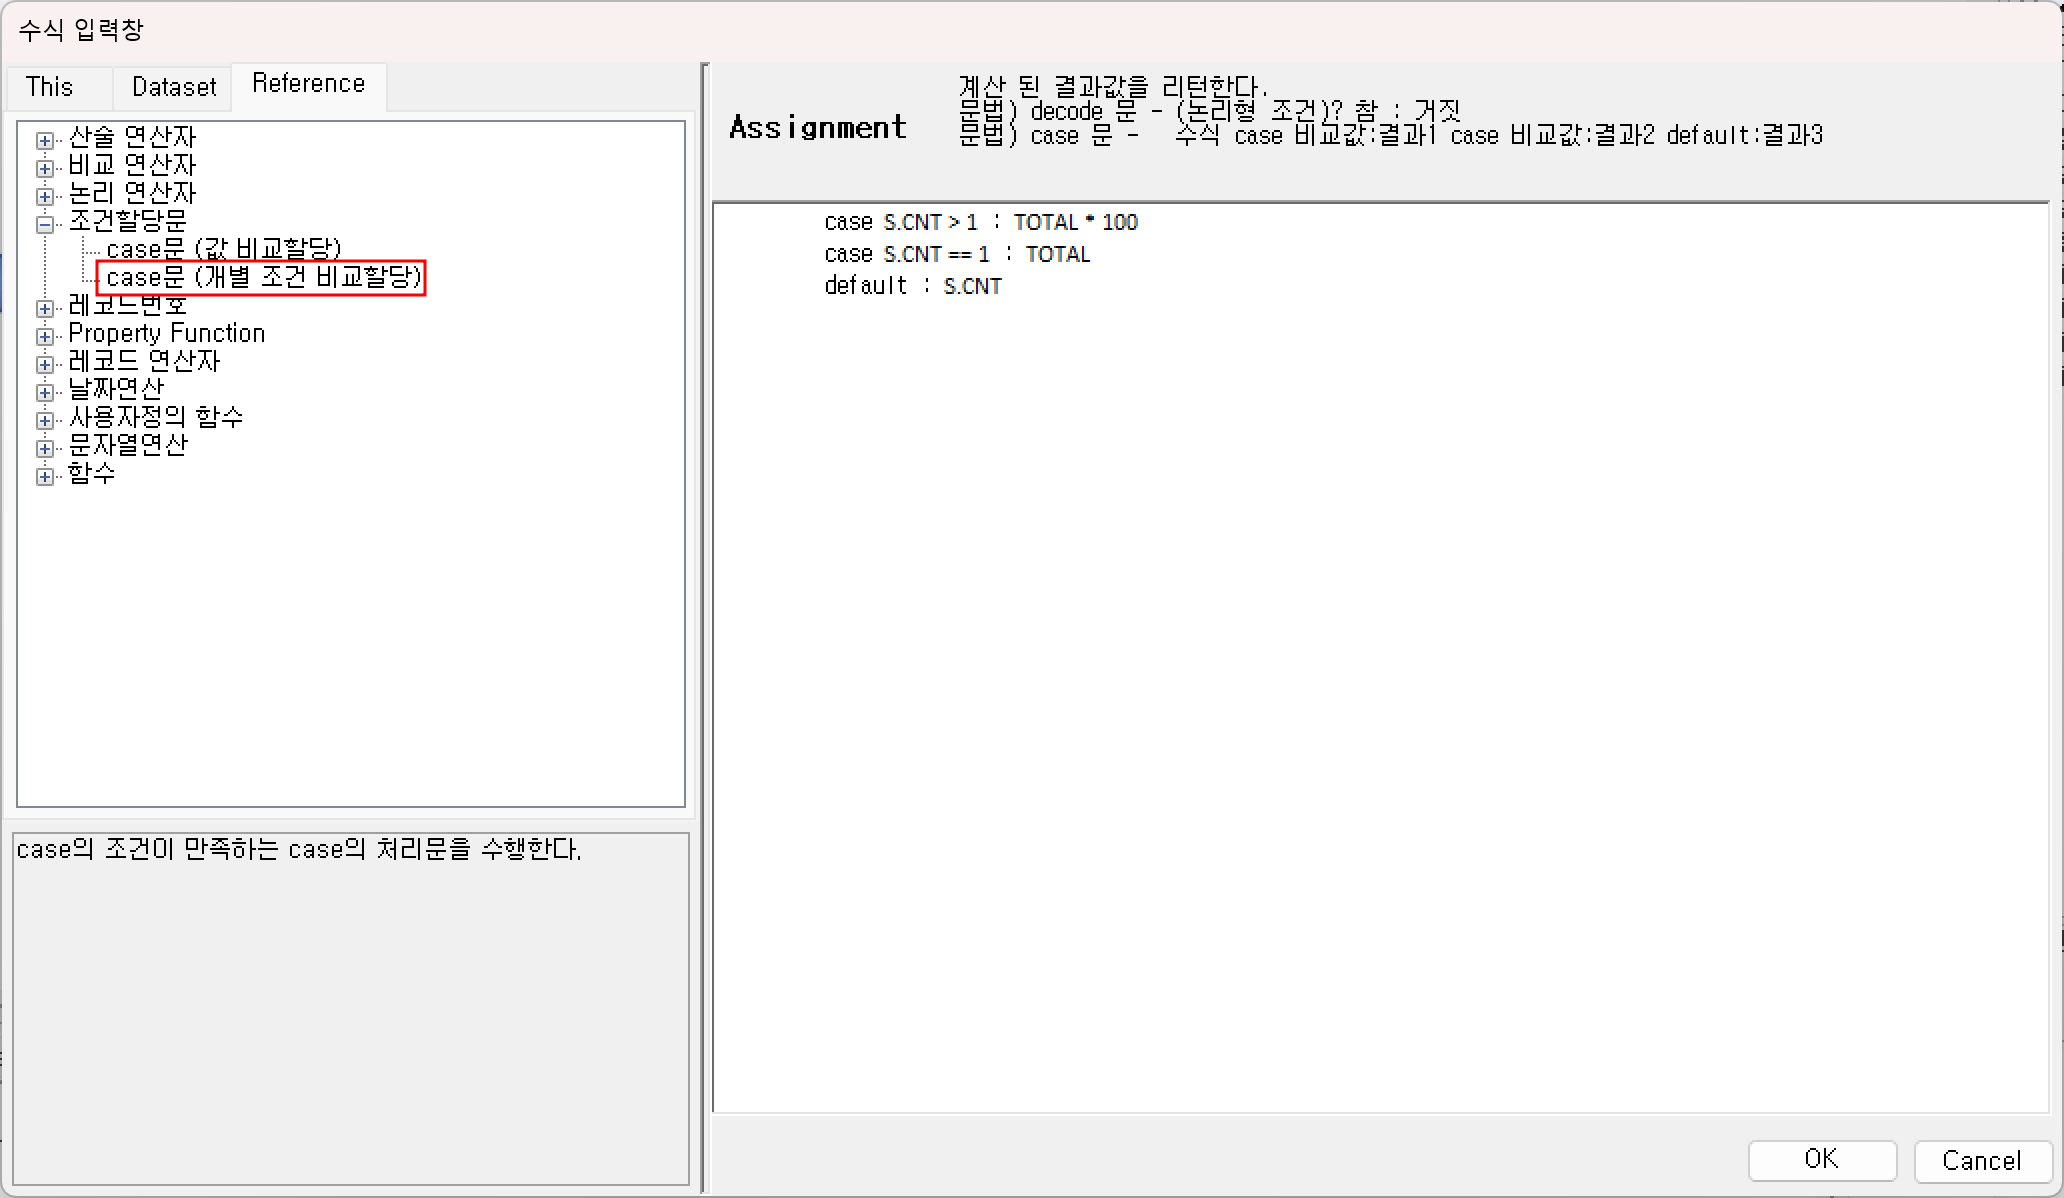 수식 입력창
This
Dataset
Reference
산술 연산자
비교 연산자
논리 연산자
조건할당문
case문 (값 비교할당)
case문 (개별 조건 비교할당)
레코드번호
Property Function
레코드 연산자
날짜연산
사용자정의 함수
문자열연산
함수
case의 조건이 만족하는 case의 처리문을 수행한다.
Assignment
계산 된 결과값을 리턴한다.
문법) decode 문 - (논리형 조건)? 참 : 거짓
문법) case 문 - 수식 case 비교값:결과1 case 비교값:결과2 default:결과3
case S.CNT > 1 : TOTAL * 100
case S.CNT == 1 : TOTAL
default : S.CNT
OK
Cancel